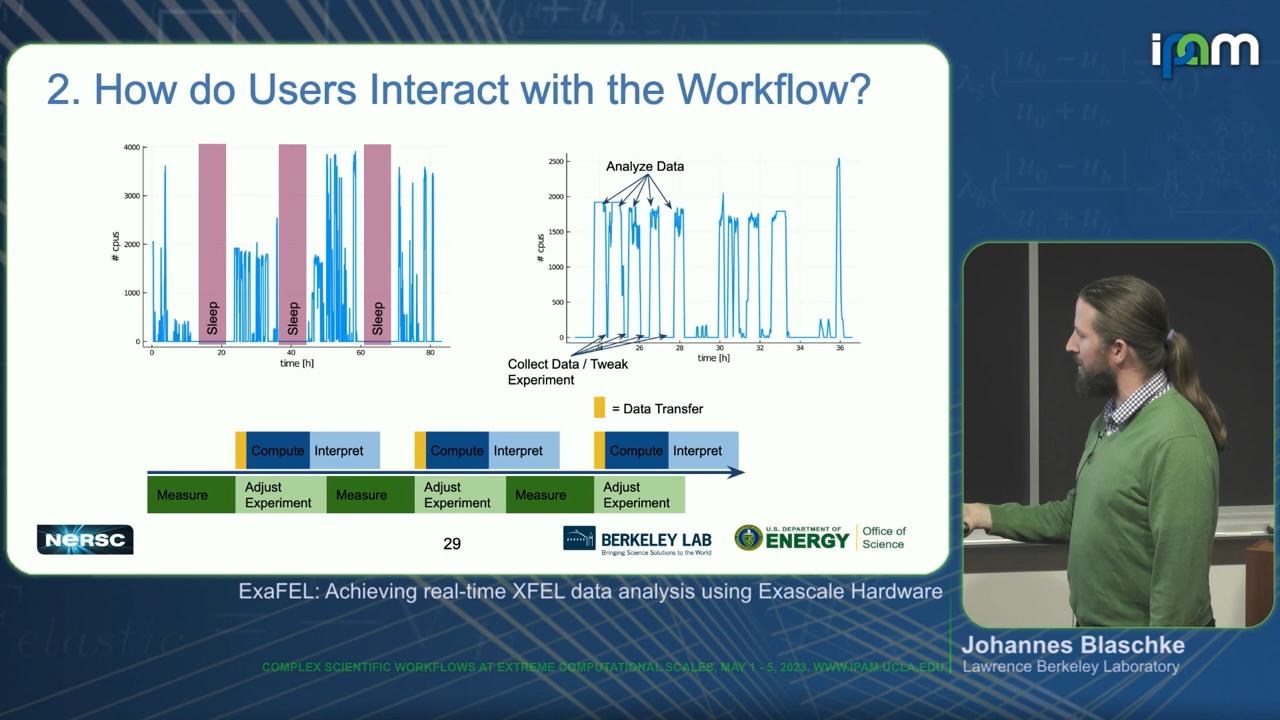 ipam
2. How do Users Interact with the Workflow?
4000
3000
2000
1000
0
# cpus
Sleep
Sleep
Sleep
0
20
40
60
80
time [h]
2500
2000
1500
1000
500
0
# cpus
Analyze Data
26
28
30
32
34
36
time [h]
Collect Data / Tweak
Experiment
= Data Transfer
Compute
Interpret
Compute
Interpret
Compute
Interpret
Measure
Adjust
Experiment
Measure
Adjust
Experiment
Measure
Adjust
Experiment
NERSC
29
BERKELEY LAB
Bringing Science Solutions to the World
U.S. DEPARTMENT OF
ENERGY
Office of
Science
ExaFEL: Achieving real-time XFEL data analysis using Exascale Hardware
Johannes Blaschke
Lawrence Berkeley Laboratory
COMPLEX SCIENTIFIC WORKFLOWS AT EXTREME COMPUTATIONAL SCALES, MAY 1 - 5, 2023, WWW.IPAM.UCLA.EDU